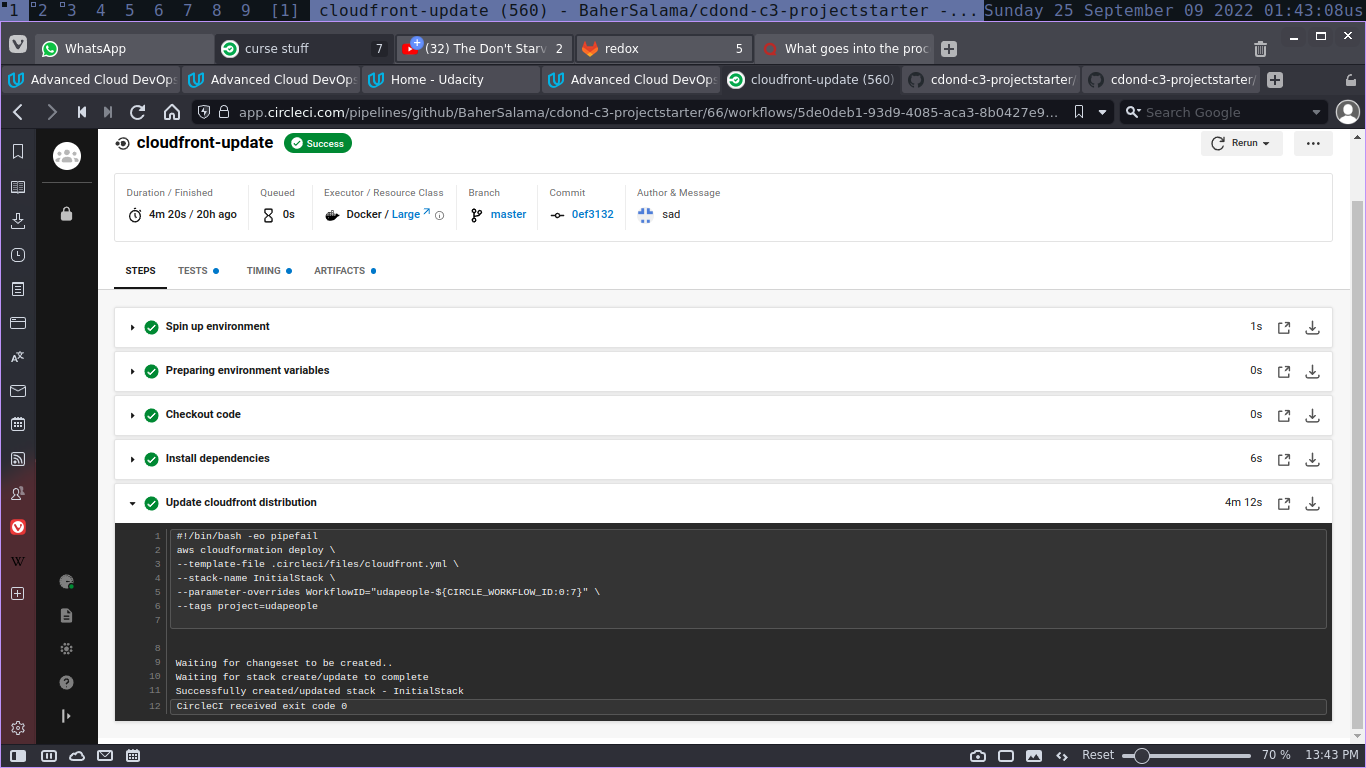 1 2 3 4 5 6 7 8 9 [1] cloudfront-update (560) - BaherSalama/cdond-c3-projectstarter -... Sunday 25 September 09 2022 01:43:08us
WhatsApp curse stuff 7 (32) The Don't Starv 2 redox 5 What goes into the proc
Advanced Cloud DevOps Advanced Cloud DevOps Home - Udacity Advanced Cloud DevOps cloudfront-update (560) cdond-c3-projectstarter/ cdond-c3-projectstarter/
app.circleci.com/pipelines/github/BaherSalama/cdond-c3-projectstarter/66/workflows/5de0deb1-93d9-4085-aca3-8b0427e9... Search Google
cloudfront-update Success Rerun
Duration / Finished Queued Executor / Resource Class Branch Commit Author & Message
4m 20s / 20h ago 0s Docker / Large master 0ef3132 sad
STEPS TESTS TIMING ARTIFACTS
Spin up environment 1s
Preparing environment variables 0s
Checkout code 0s
Install dependencies 6s
Update cloudfront distribution 4m 12s
1 #!/bin/bash -eo pipefail
2 aws cloudformation deploy \
3 --template-file .circleci/files/cloudfront.yml \
4 --stack-name InitialStack \
5 --parameter-overrides WorkflowID="udapeople-${CIRCLE_WORKFLOW_ID:0:7}" \
6 --tags project=udapeople
7
8
9 Waiting for changeset to be created..
10 Waiting for stack create/update to complete
11 Successfully created/updated stack - InitialStack
12 CircleCI received exit code 0
Reset 70 % 13:43 PM